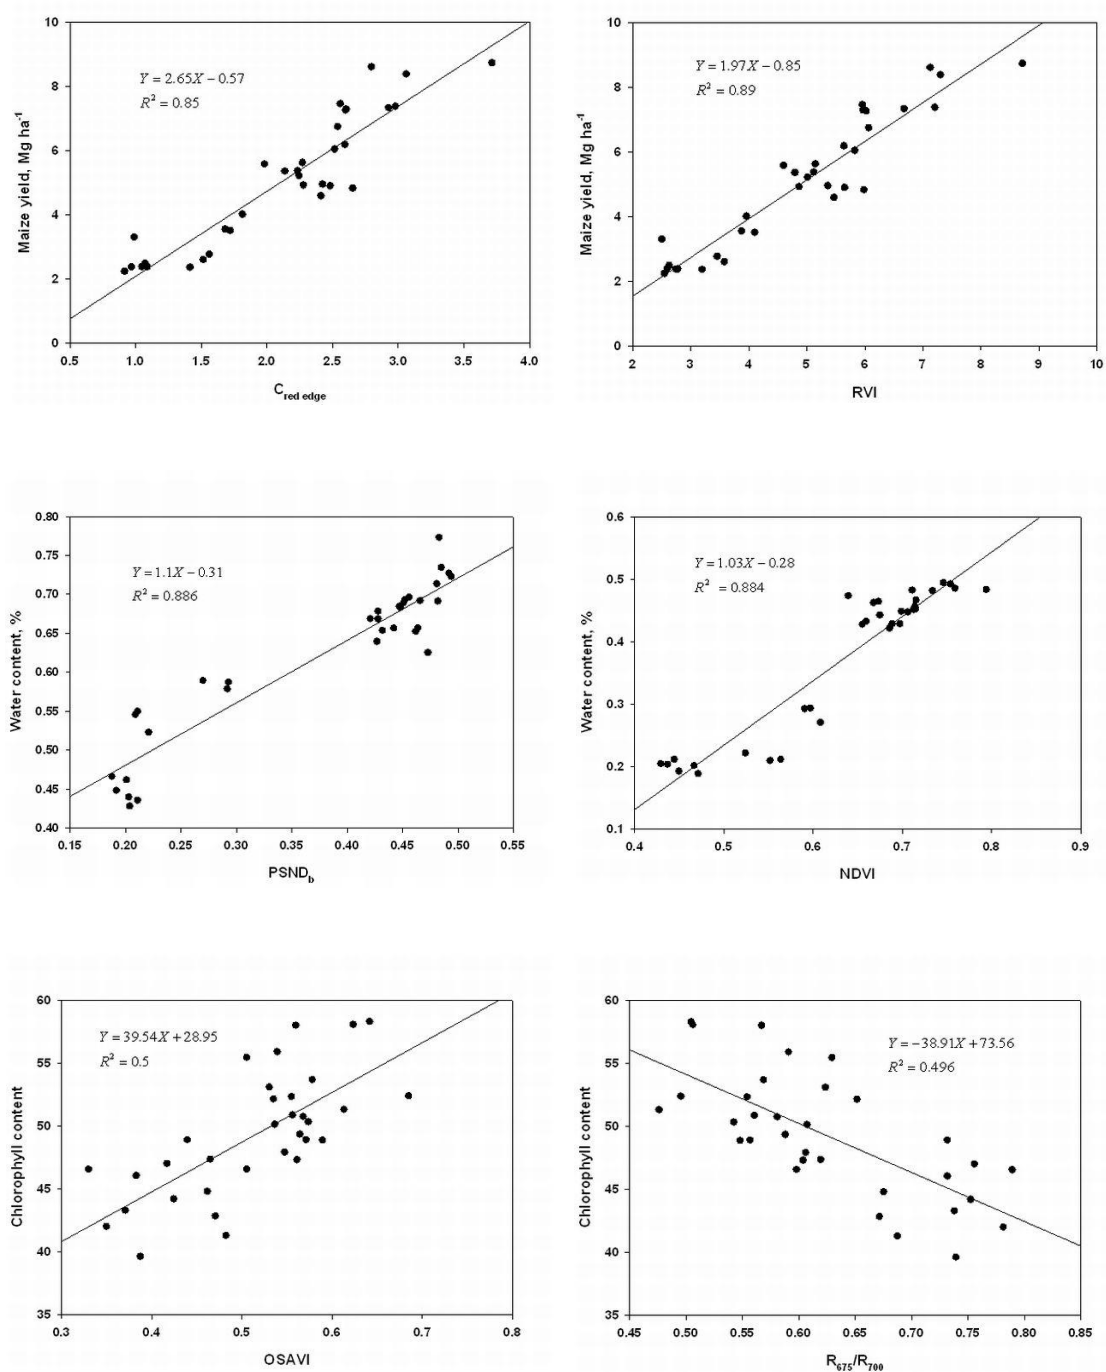 10
8
6
4
2
0
Maize yield, Mg ha-1
Y = 2.65X − 0.57
R² = 0.85
0.5 1.0 1.5 2.0 2.5 3.0 3.5 4.0
C red edge
10
8
6
4
2
0
Maize yield, Mg ha-1
Y = 1.97X − 0.85
R² = 0.89
2 3 4 5 6 7 8 9 10
RVI
0.80
0.75
0.70
0.65
0.60
0.55
0.50
0.45
0.40
Water content, %
Y = 1.1X − 0.31
R² = 0.886
0.15 0.20 0.25 0.30 0.35 0.40 0.45 0.50 0.55
PSNDb
0.6
0.5
0.4
0.3
0.2
0.1
Water content, %
Y = 1.03X − 0.28
R² = 0.884
0.4 0.5 0.6 0.7 0.8 0.9
NDVI
60
55
50
45
40
35
Chlorophyll content
Y = 39.54X + 28.95
R² = 0.5
0.3 0.4 0.5 0.6 0.7 0.8
OSAVI
60
55
50
45
40
35
Chlorophyll content
Y = −38.91X + 73.56
R² = 0.496
0.45 0.50 0.55 0.60 0.65 0.70 0.75 0.80 0.85
R675/R700